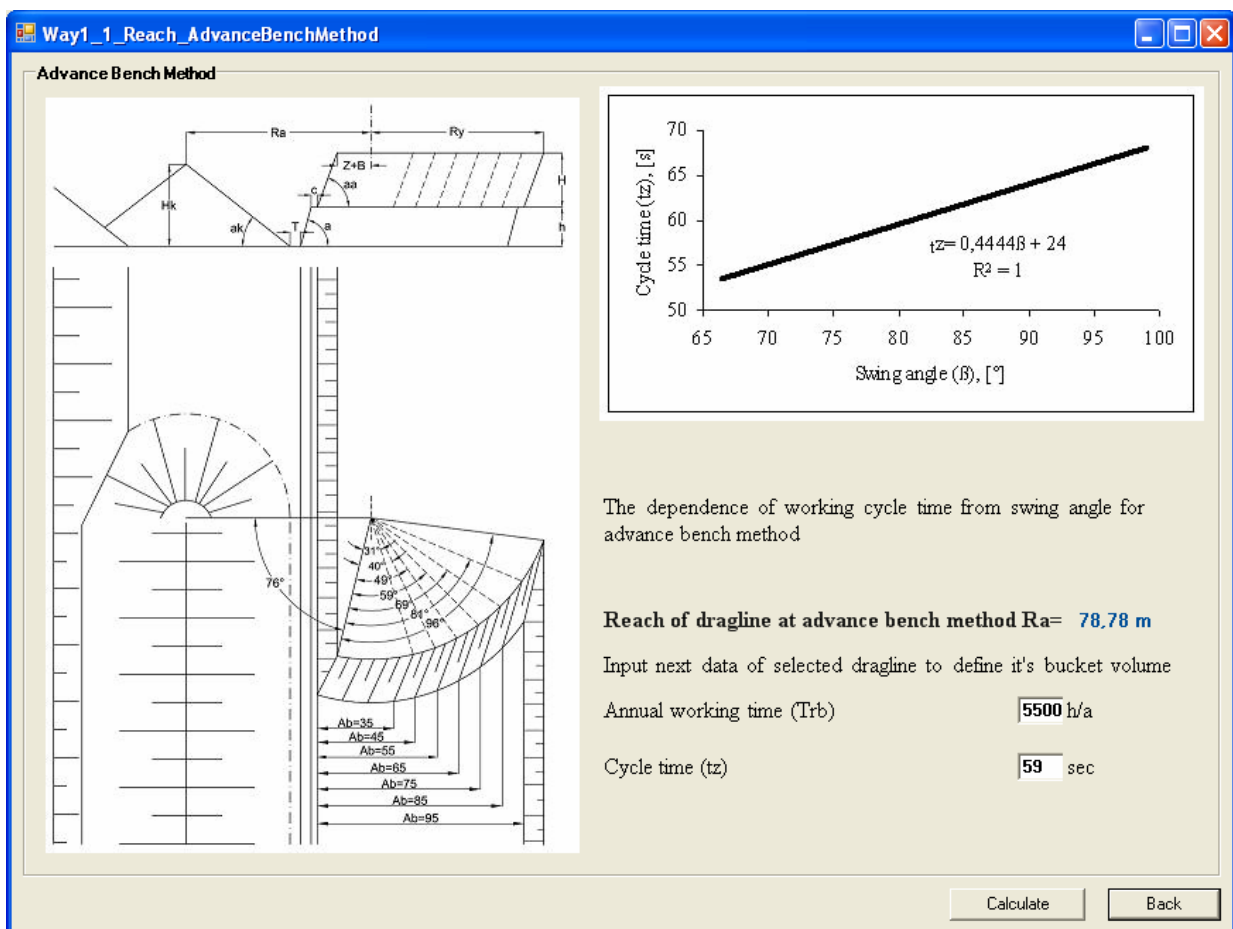 Way1_1_Reach_AdvanceBenchMethod
Advance Bench Method
Ra
Ry
Z+B
c
aa
H
Hk
ak
T
a
h
31°
40°
49°
59°
69°
81°
96°
76°
Ab=35
Ab=45
Ab=55
Ab=65
Ab=75
Ab=85
Ab=95
Cycle time (tz), [s]
70
65
60
55
50
tz= 0,4444ß + 24
R² = 1
65 70 75 80 85 90 95 100
Swing angle (ß), [°]
The dependence of working cycle time from swing angle for
advance bench method
Reach of dragline at advance bench method Ra= 78,78 m
Input next data of selected dragline to define it's bucket volume
Annual working time (Trb) 5500 h/a
Cycle time (tz) 59 sec
Calculate Back